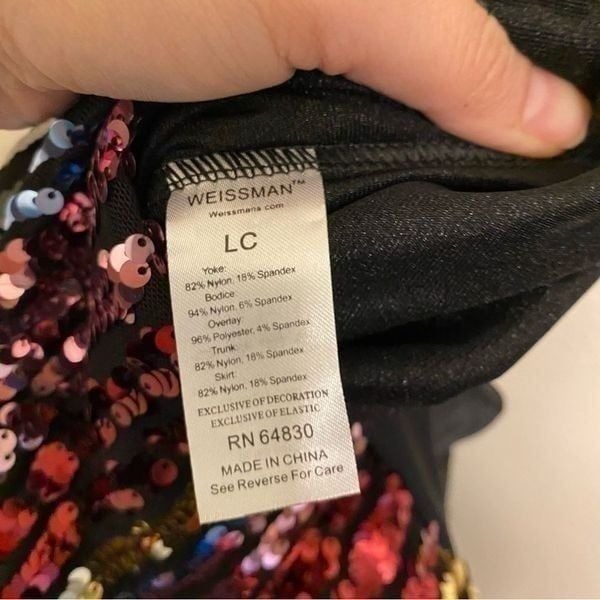 WEISSMAN™
Weissmans.com
LC
Yoke:
82% Nylon, 18% Spandex
Bodice:
94% Nylon, 6% Spandex
Overlay:
96% Polyester, 4% Spandex
Trunk:
82% Nylon, 18% Spandex
Skirt:
82% Nylon, 18% Spandex
EXCLUSIVE OF DECORATION
EXCLUSIVE OF ELASTIC
RN 64830
MADE IN CHINA
See Reverse For Care